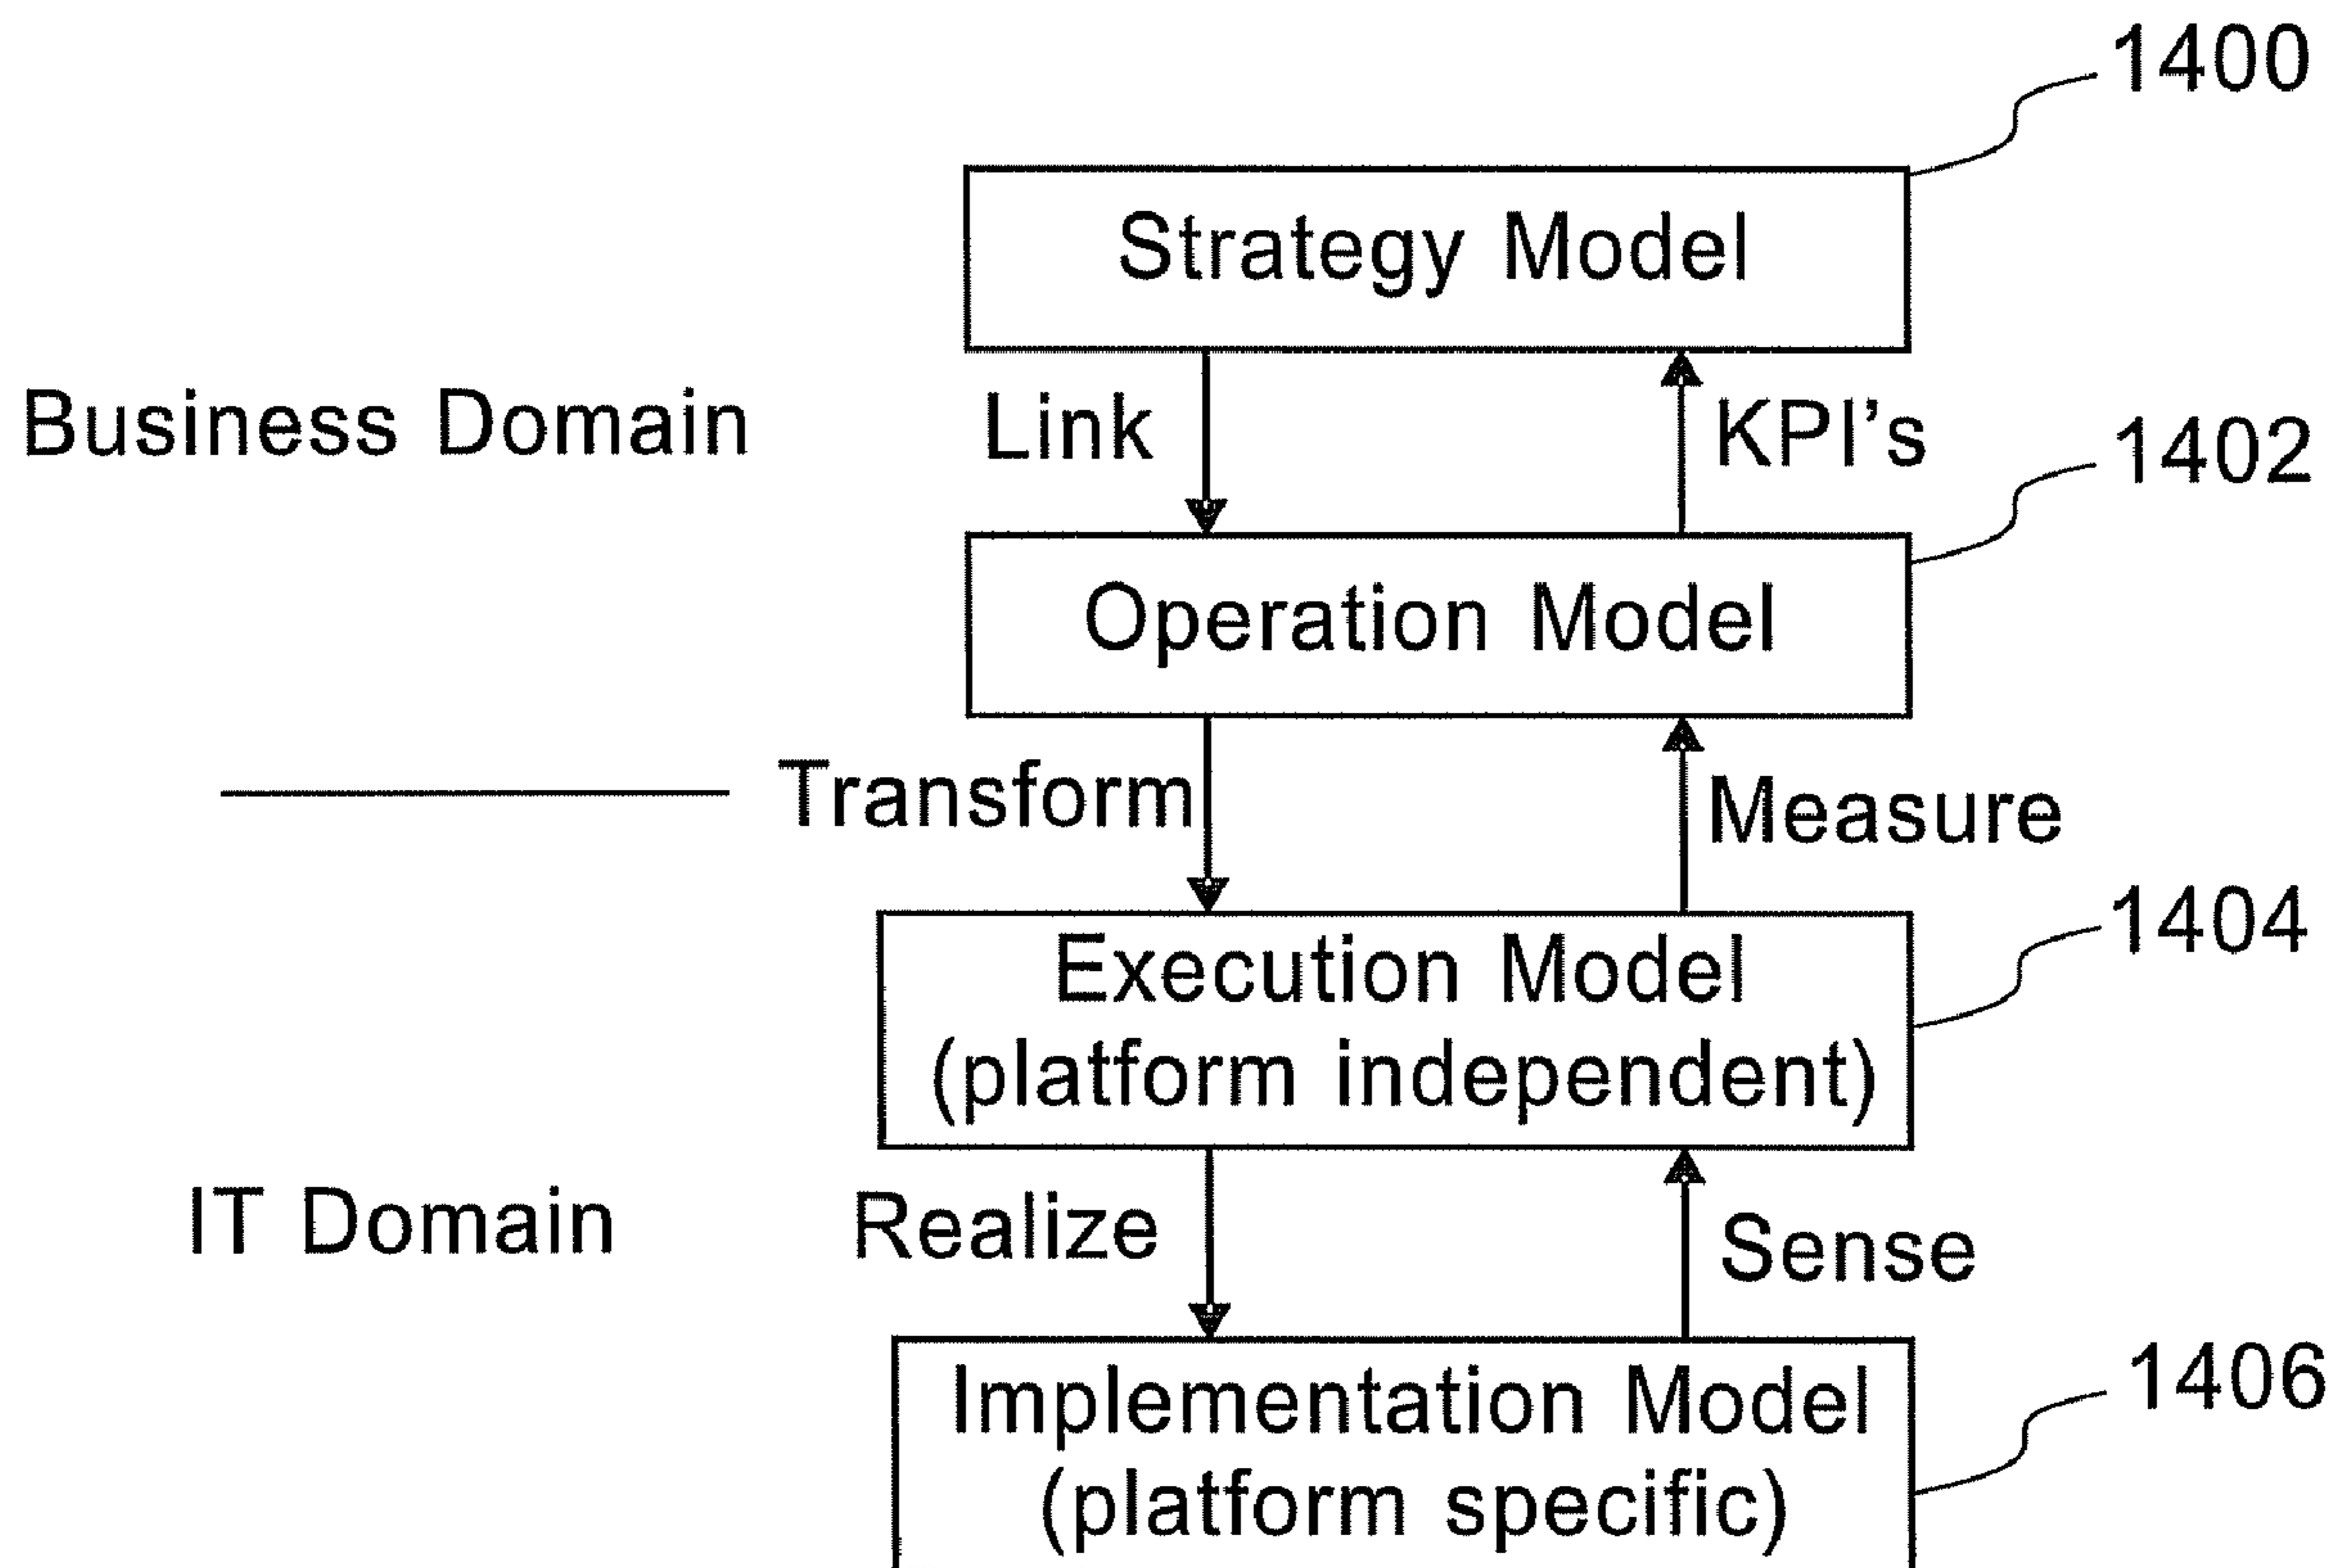 1400
Strategy Model
Business Domain
Link
KPI's
1402
Operation Model
Transform
Measure
1404
Execution Model
(platform independent)
IT Domain
Realize
Sense
1406
Implementation Model
(platform specific)